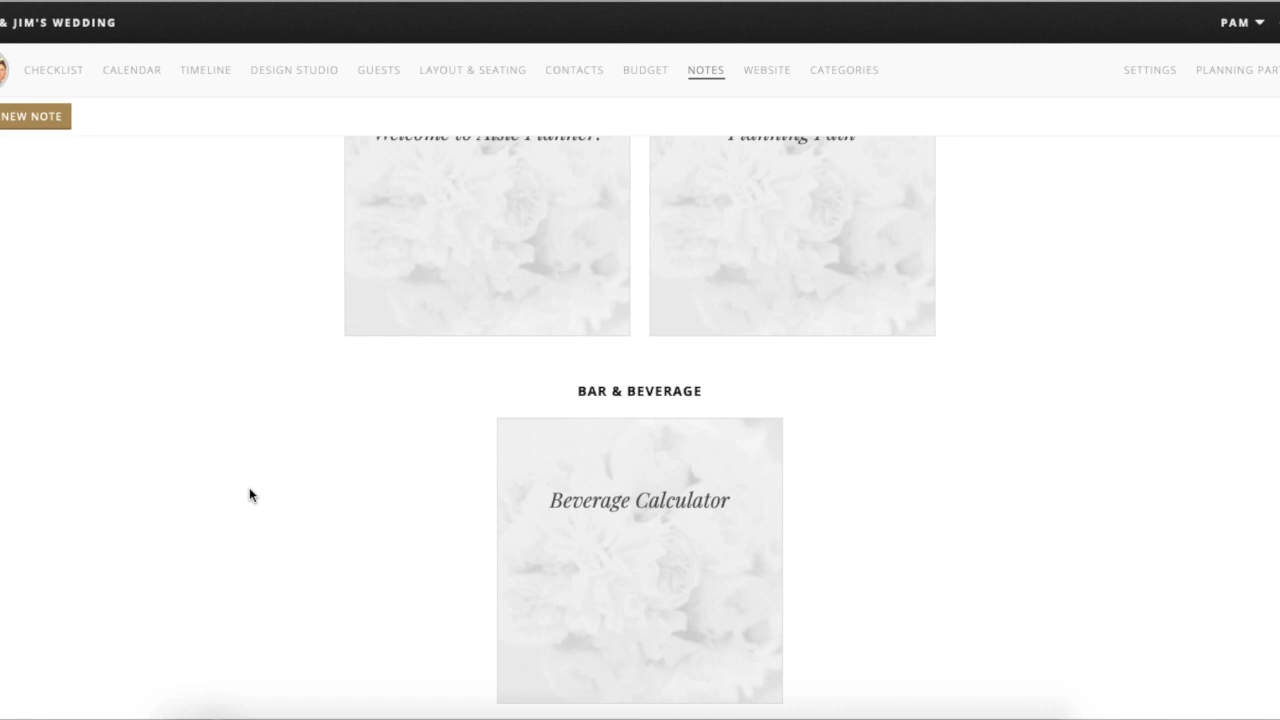 & JIM'S WEDDING
PAM
CHECKLIST CALENDAR TIMELINE DESIGN STUDIO GUESTS LAYOUT & SEATING CONTACTS BUDGET NOTES WEBSITE CATEGORIES SETTINGS PLANNING PAR
NEW NOTE
Welcome to Aisle Planner! Planning Path
BAR & BEVERAGE
Beverage Calculator